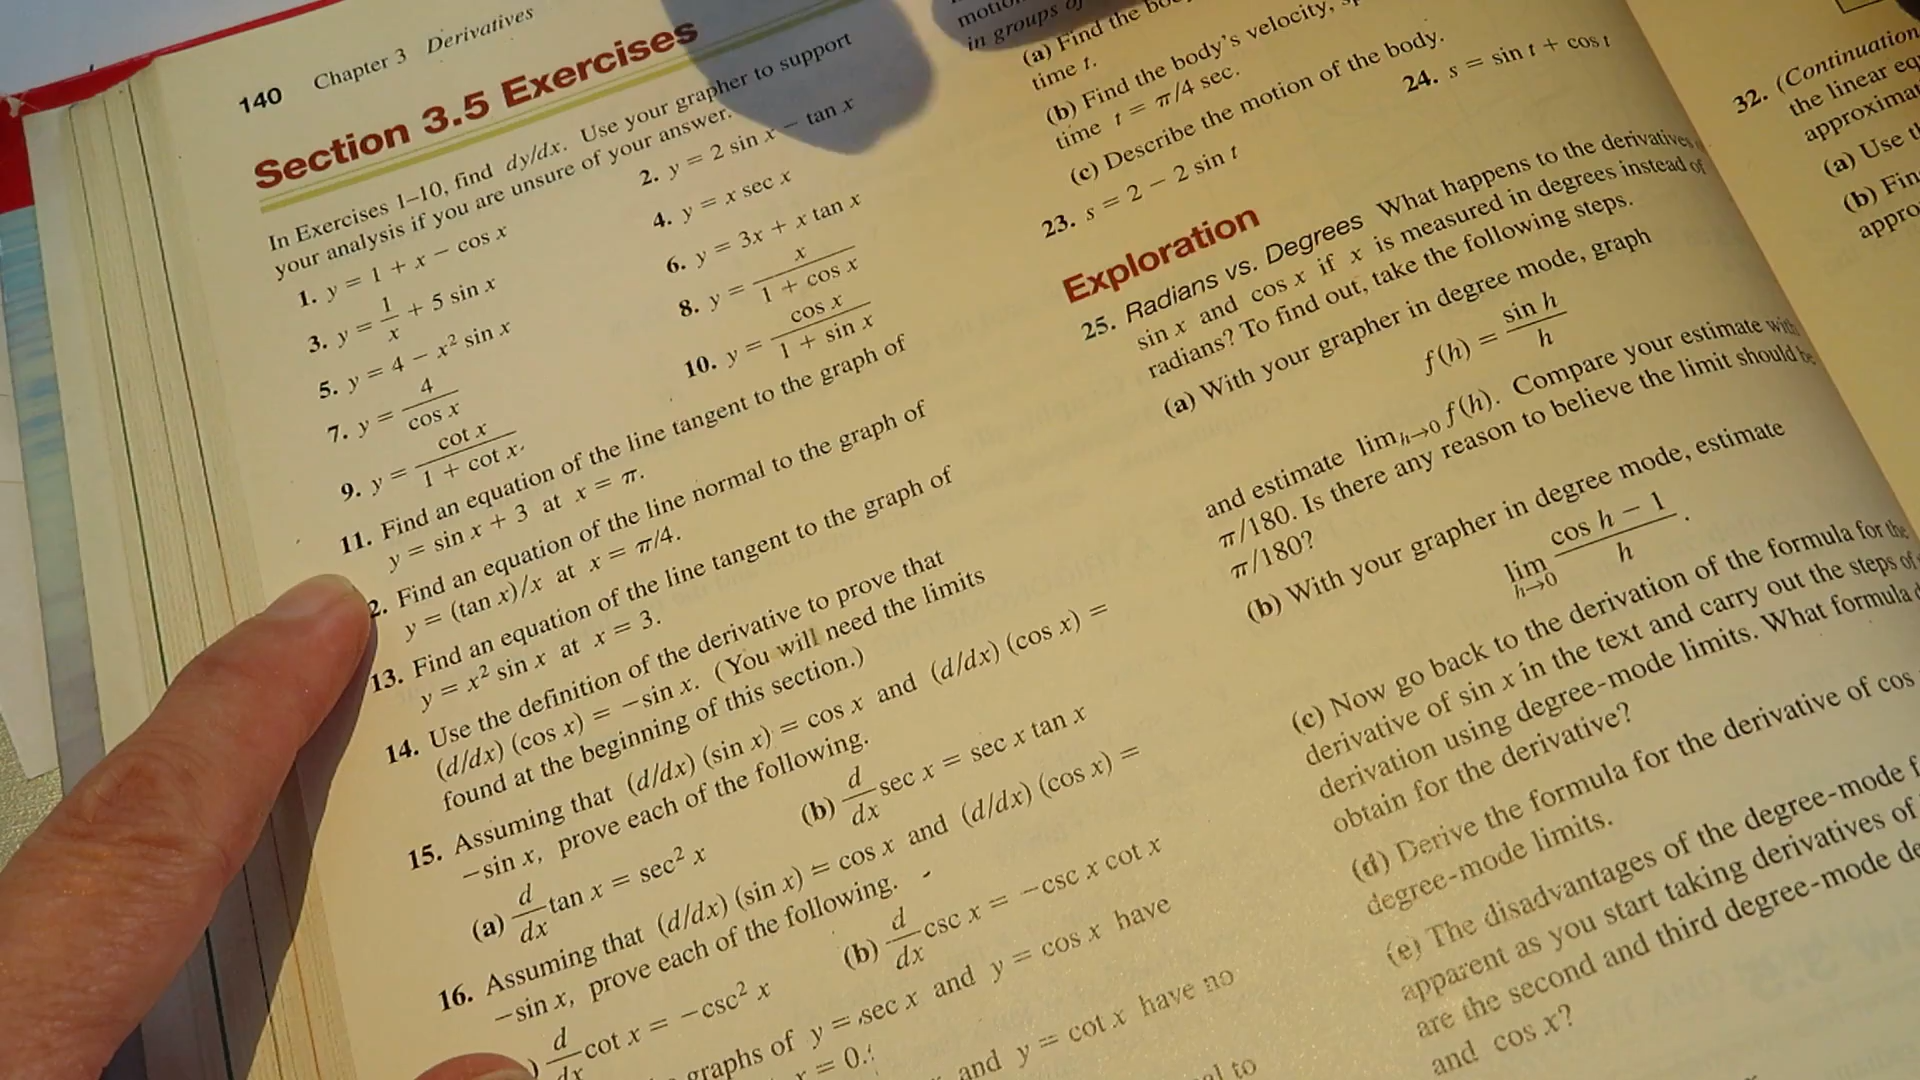 140 Chapter 3 Derivatives
Section 3.5 Exercises
In Exercises 1–10, find dy/dx. Use your grapher to support
your analysis if you are unsure of your answer.
1. y = 1 + x − cos x
2. y = 2 sin x − tan x
3. y = 1/x + 5 sin x
4. y = x sec x
5. y = 4 − x² sin x
6. y = 3x + x tan x
7. y = 4/cos x
8. y = x/(1 + cos x)
9. y = cot x/(1 + cot x)
10. y = cos x/(1 + sin x)
11. Find an equation of the line tangent to the graph of
y = sin x + 3 at x = π.
2. Find an equation of the line normal to the graph of
y = (tan x)/x at x = π/4.
13. Find an equation of the line tangent to the graph of
y = x² sin x at x = 3.
14. Use the definition of the derivative to prove that
(d/dx) (cos x) = −sin x. (You will need the limits
found at the beginning of this section.)
15. Assuming that (d/dx) (sin x) = cos x and (d/dx) (cos x) =
−sin x, prove each of the following.
(a) d/dx tan x = sec² x (b) d/dx sec x = sec x tan x
16. Assuming that (d/dx) (sin x) = cos x and (d/dx) (cos x) =
−sin x, prove each of the following.
) d/dx cot x = −csc² x (b) d/dx csc x = −csc x cot x
graphs of y = sec x and y = cos x have
x = 0.
and y = cot x have no
to
in groups of
(a) Find the
time t.
(b) Find the body's velocity,
time t = π/4 sec.
(c) Describe the motion of the body.
23. s = 2 − 2 sin t
24. s = sin t + cos t
Exploration
25. Radians vs. Degrees What happens to the derivatives
sin x and cos x if x is measured in degrees instead of
radians? To find out, take the following steps.
(a) With your grapher in degree mode, graph
f(h) = sin h/h
and estimate lim h→0 f(h). Compare your estimate with
π/180. Is there any reason to believe the limit should be
π/180?
(b) With your grapher in degree mode, estimate
lim h→0 (cos h − 1)/h.
(c) Now go back to the derivation of the formula for the
derivative of sin x in the text and carry out the steps of
derivation using degree-mode limits. What formula
obtain for the derivative?
(d) Derive the formula for the derivative of cos
degree-mode limits.
(e) The disadvantages of the degree-mode
apparent as you start taking derivatives of
are the second and third degree-mode
and cos x?
32. (Continuation
the linear
(a) Use
(b)